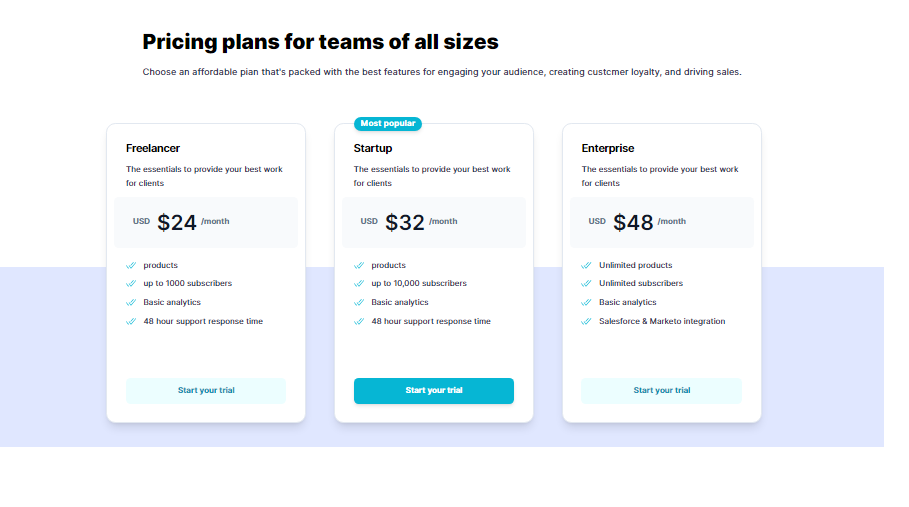 Pricing plans for teams of all sizes
Choose an affordable plan that's packed with the best features for engaging your audience, creating custcmer loyalty, and driving sales.
Most popular
Freelancer
The essentials to provide your best work
for clients
USD $24 /month
products
up to 1000 subscribers
Basic analytics
48 hour support response time
Start your trial
Startup
The essentials to provide your best work
for clients
USD $32 /month
products
up to 10,000 subscribers
Basic analytics
48 hour support response time
Start your trial
Enterprise
The essentials to provide your best work
for clients
USD $48 /month
Unlimited products
Unlimited subscribers
Basic analytics
Salesforce & Marketo integration
Start your trial